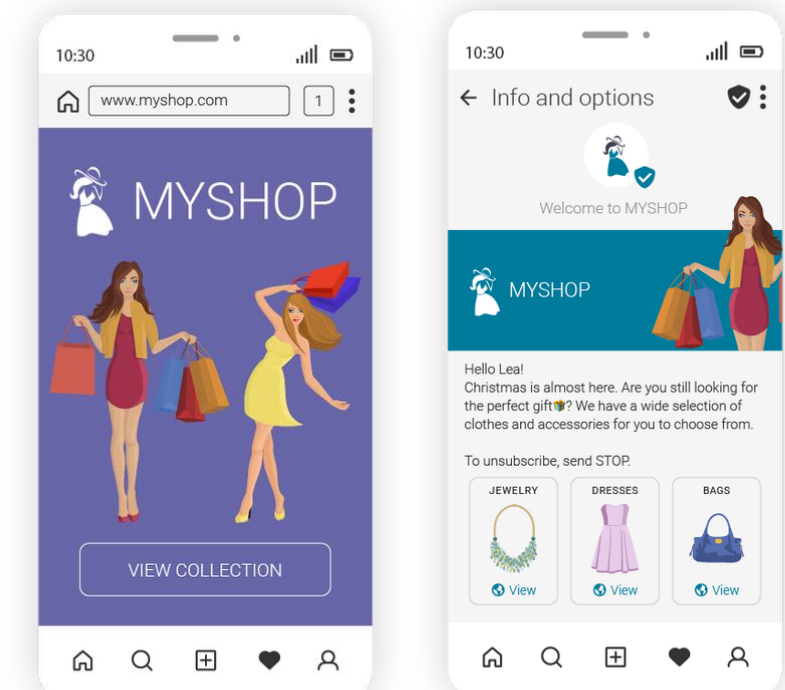 10:30
www.myshop.com
1
MYSHOP
VIEW COLLECTION
10:30
Info and options
Welcome to MYSHOP
MYSHOP
Hello Lea!
Christmas is almost here. Are you still looking for
the perfect gift🎁? We have a wide selection of
clothes and accessories for you to choose from.
To unsubscribe, send STOP.
JEWELRY
DRESSES
BAGS
View
View
View